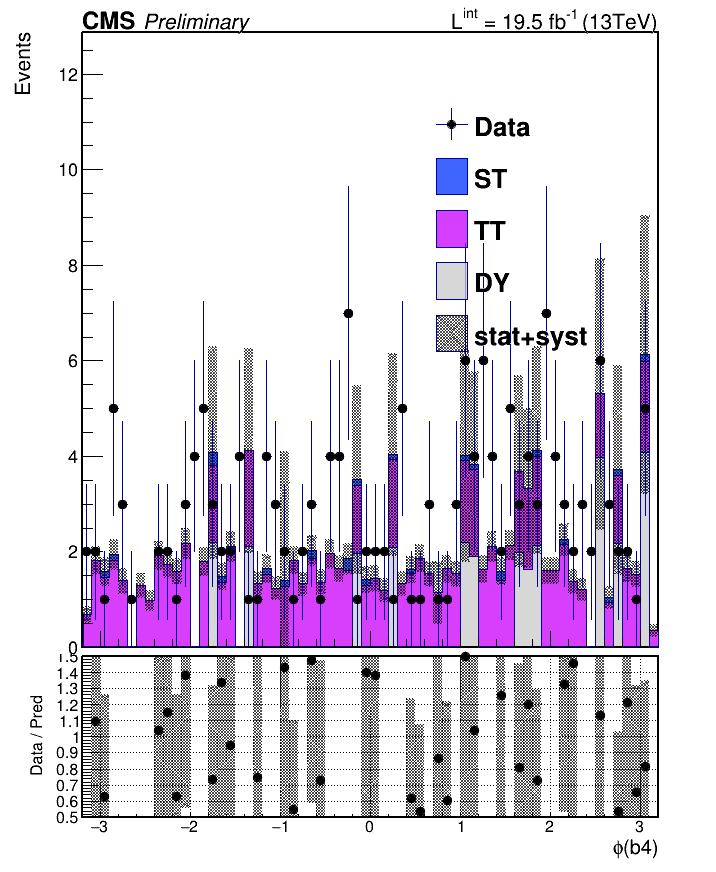 CMS Preliminary
L^int = 19.5 fb^-1 (13TeV)
Events
12
10
8
6
4
2
0
Data
ST
TT
DY
stat+syst
Data / Pred
1.5
1.4
1.3
1.2
1.1
1
0.9
0.8
0.7
0.6
0.5
−3
−2
−1
0
1
2
3
ϕ(b4)